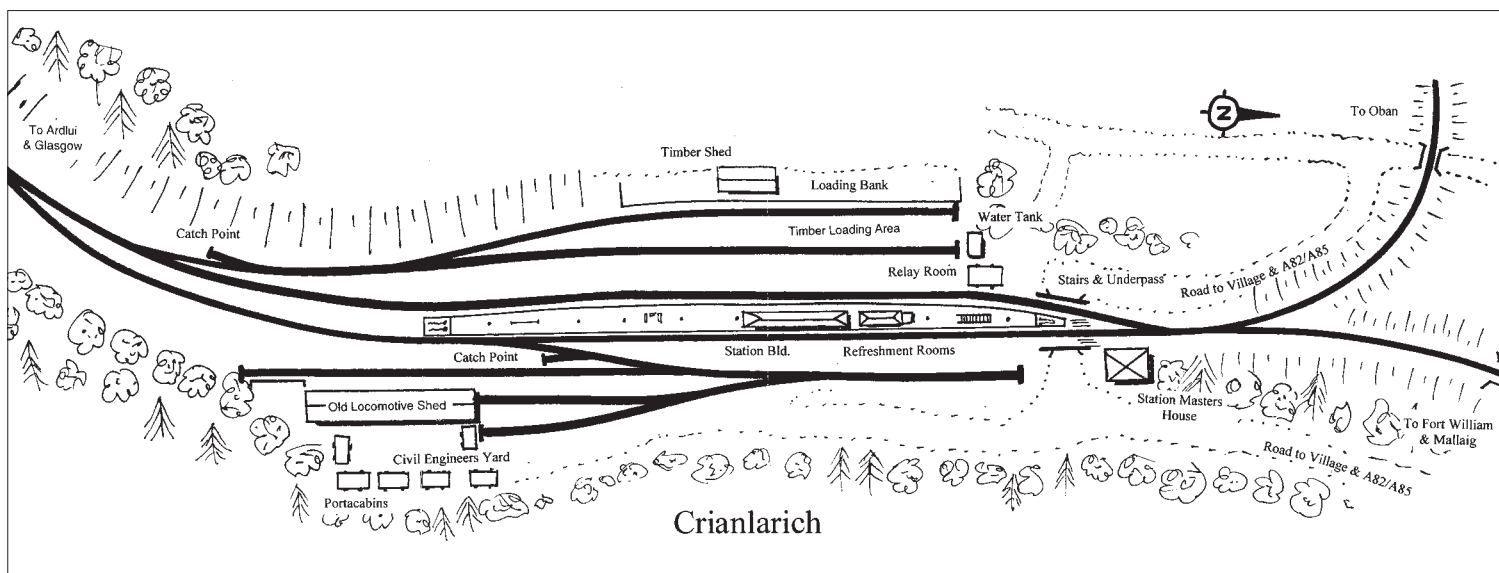 To Oban
To Ardlui
& Glasgow
N
Timber Shed
Loading Bank
Water Tank
Catch Point
Timber Loading Area
Relay Room
Stairs & Underpass
Road to Village & A82/A85
Catch Point
Station Bld.
Refreshment Rooms
Station Masters
House
Old Locomotive Shed
To Fort William
& Mallaig
Civil Engineers Yard
Road to Village & A82/A85
Portacabins
Crianlarich